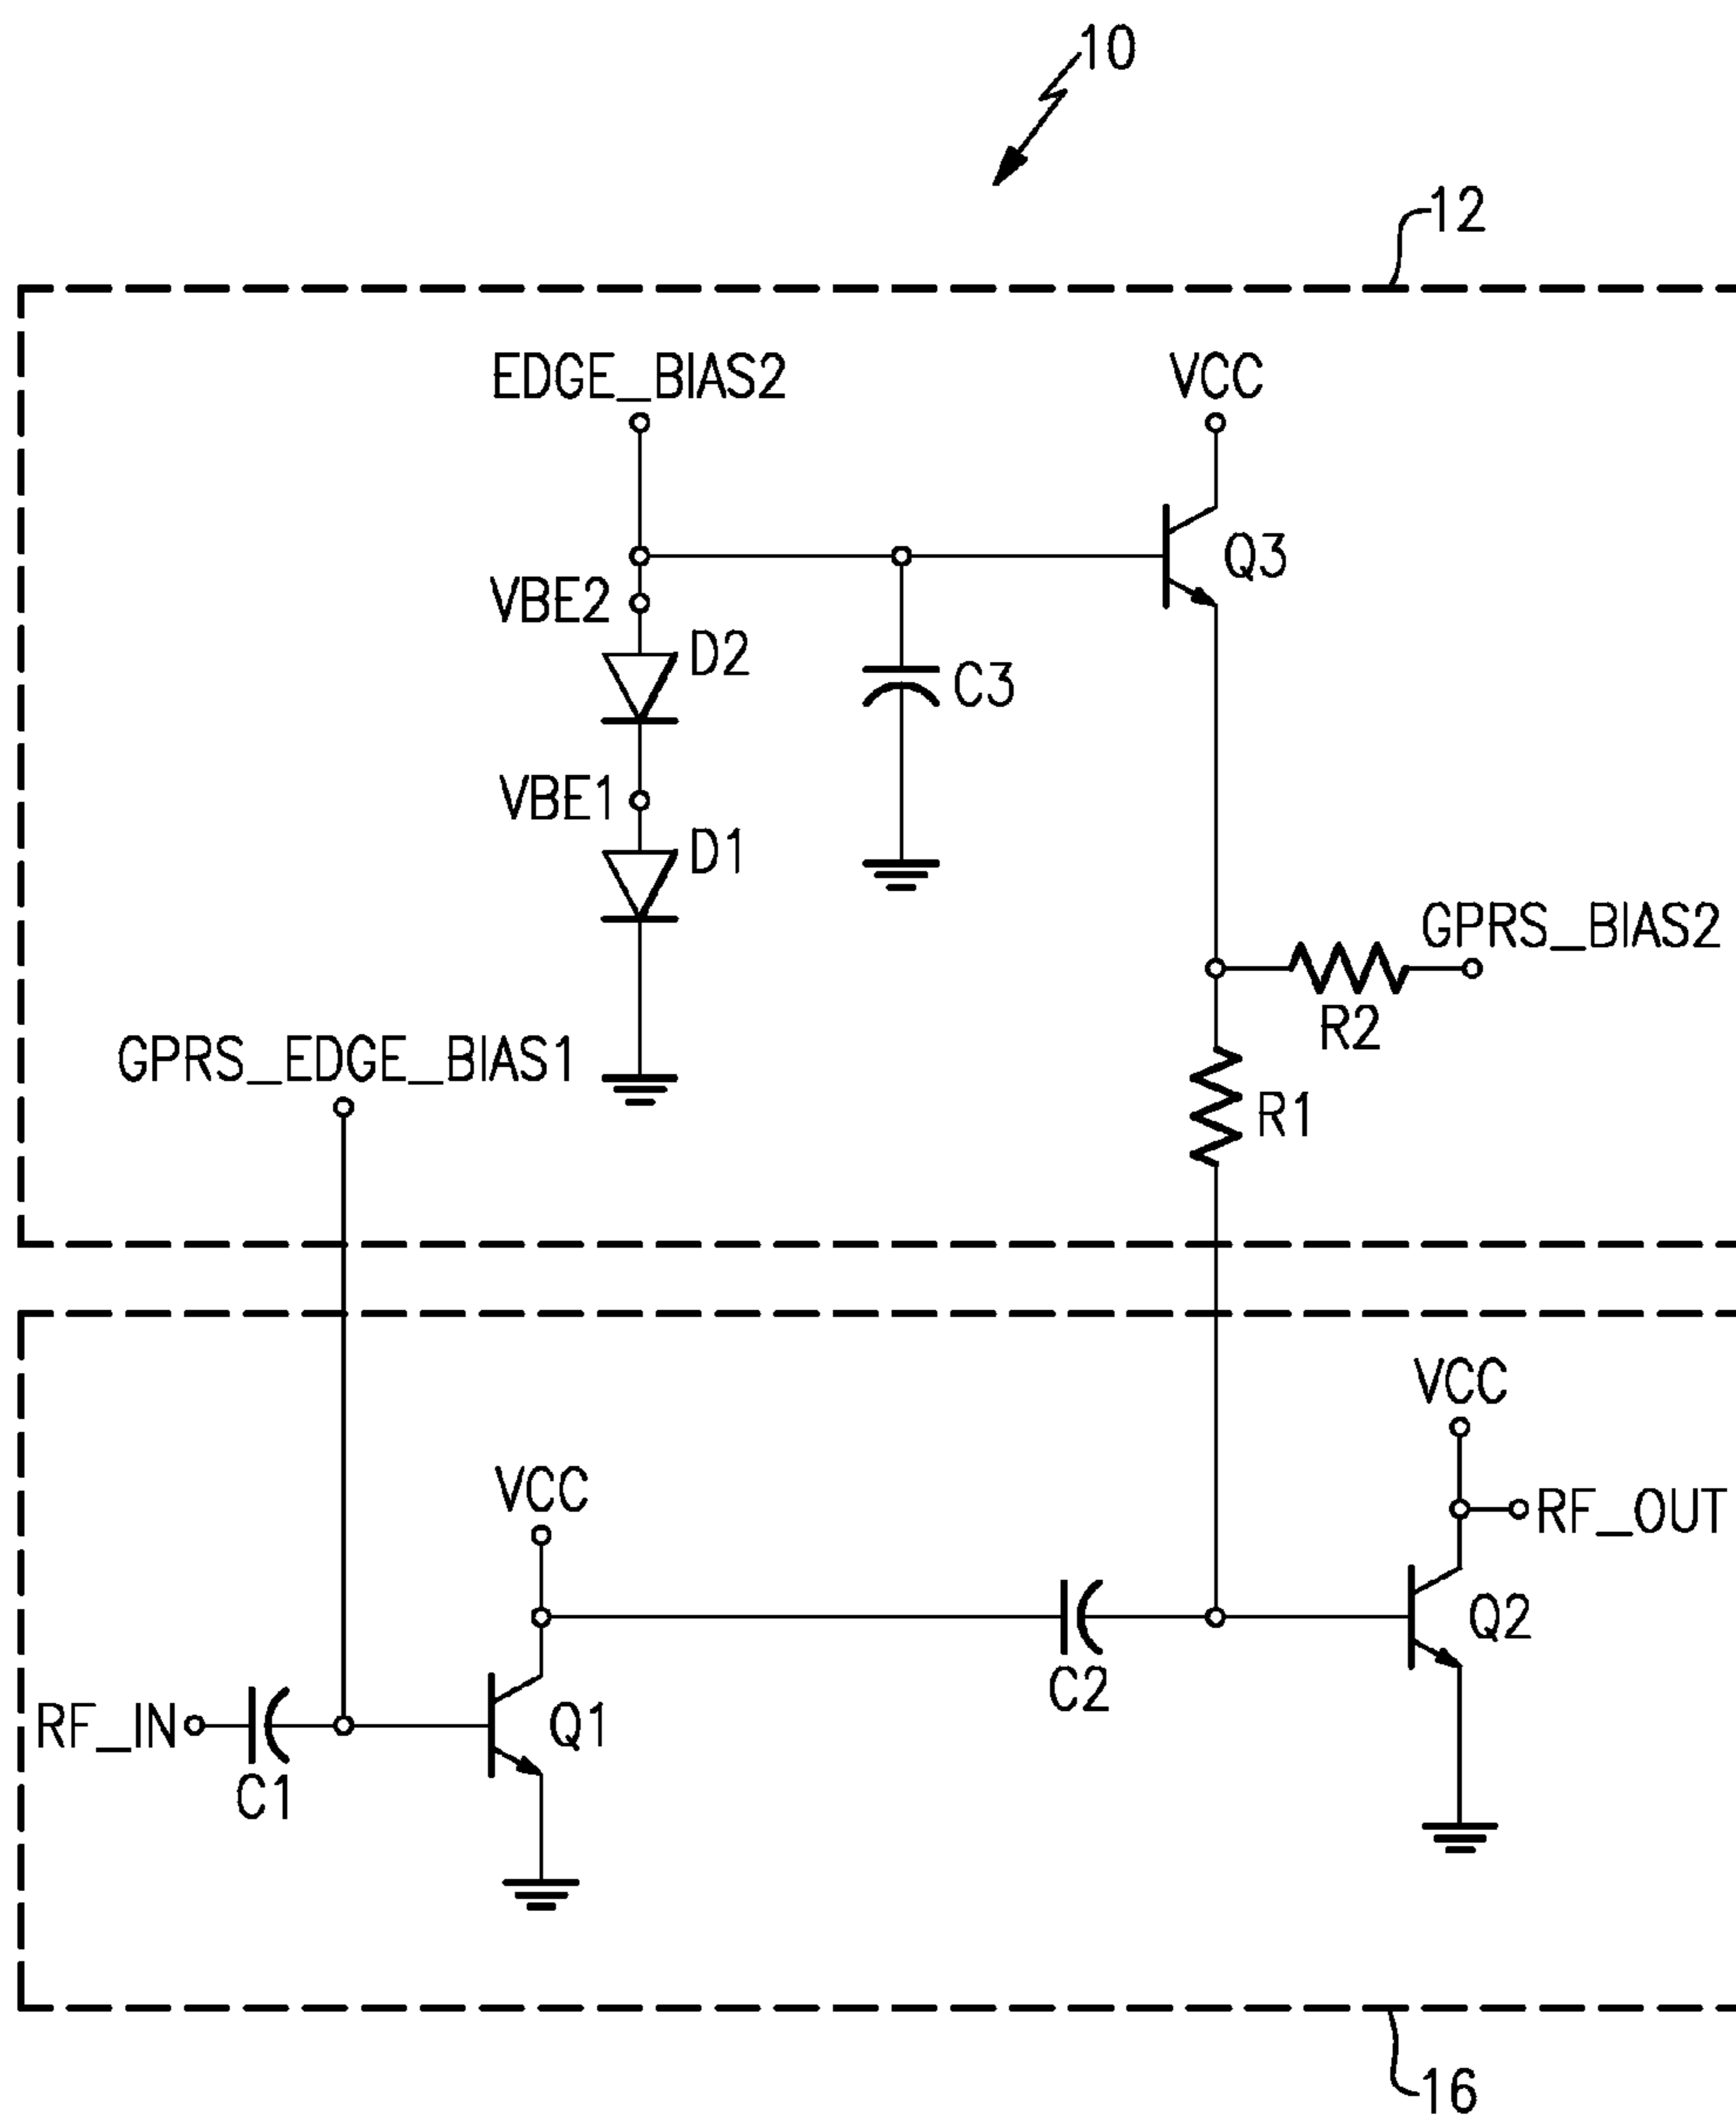 10
12
EDGE_BIAS2
VCC
Q3
VBE2
D2
C3
VBE1
D1
GPRS_BIAS2
R2
GPRS_EDGE_BIAS1
R1
VCC
VCC
RF_OUT
Q2
C2
RF_IN
Q1
C1
16